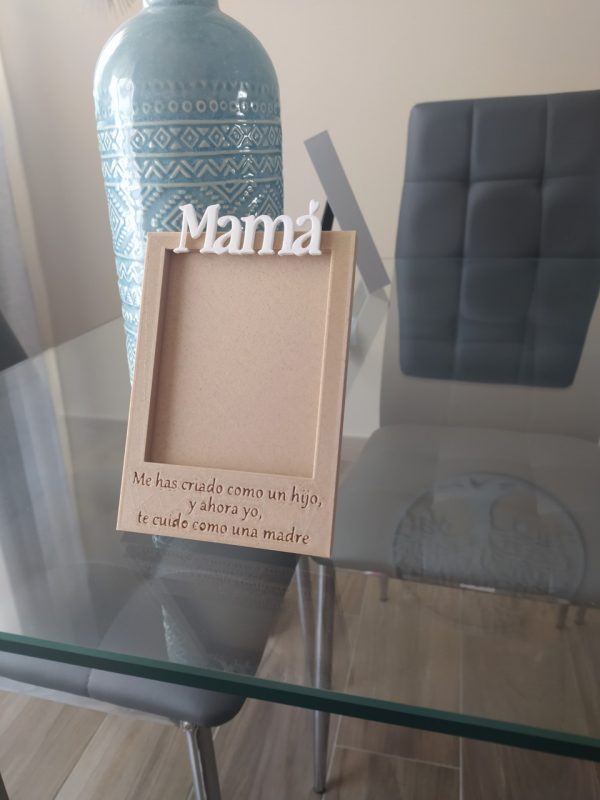 Mamá
Me has criado como un hijo,
y ahora yo,
te cuido como una madre